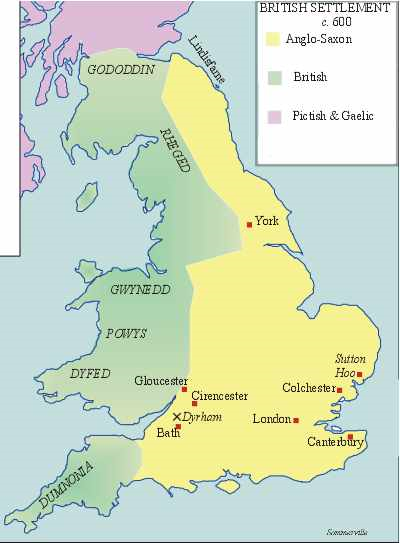 BRITISH SETTLEMENT
c. 600
Anglo-Saxon
British
Pictish & Gaelic
GODODDIN
Lindisfarne
RHEGED
York
GWYNEDD
POWYS
DYFED
Sutton
Hoo
Gloucester
Colchester
Cirencester
Dyrham
London
Bath
Canterbury
DUMNONIA
Sommerville